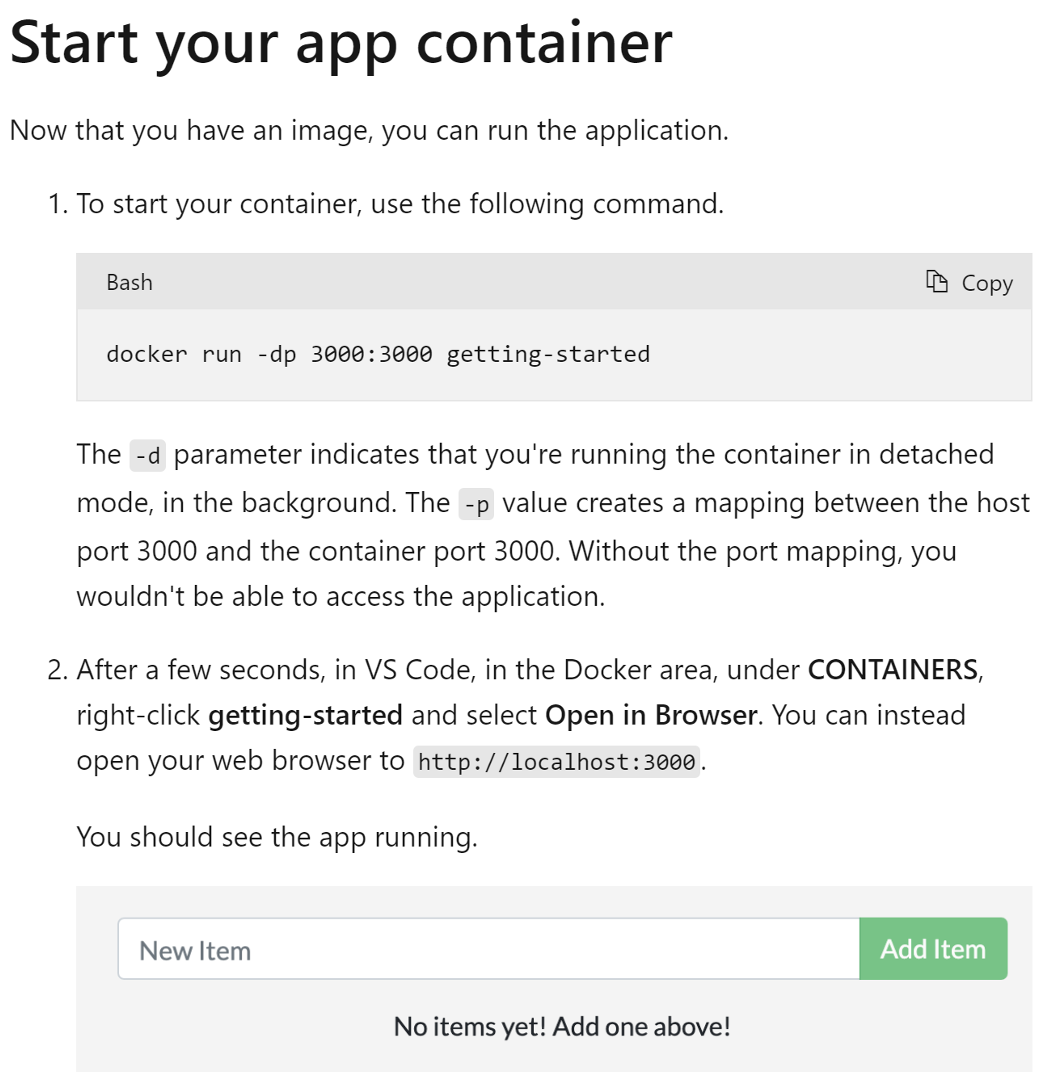 Start your app container
Now that you have an image, you can run the application.
1. To start your container, use the following command.
Bash
Copy
docker run -dp 3000:3000 getting-started
The -d parameter indicates that you're running the container in detached
mode, in the background. The -p value creates a mapping between the host
port 3000 and the container port 3000. Without the port mapping, you
wouldn't be able to access the application.
2. After a few seconds, in VS Code, in the Docker area, under CONTAINERS,
right-click getting-started and select Open in Browser. You can instead
open your web browser to http://localhost:3000.
You should see the app running.
New Item
Add Item
No items yet! Add one above!